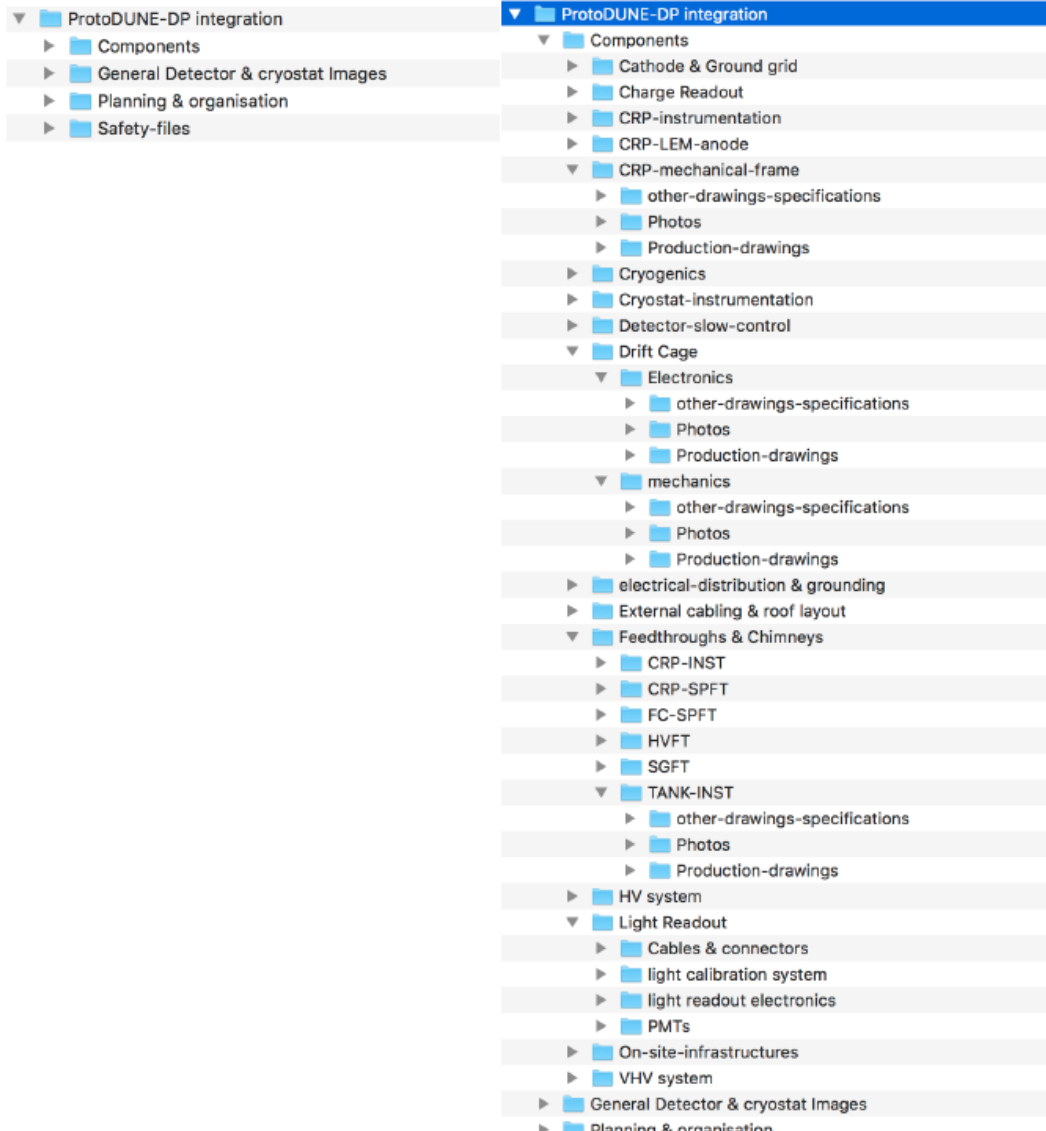 ProtoDUNE-DP integration
Components
General Detector & cryostat Images
Planning & organisation
Safety-files
ProtoDUNE-DP integration
Components
Cathode & Ground grid
Charge Readout
CRP-instrumentation
CRP-LEM-anode
CRP-mechanical-frame
other-drawings-specifications
Photos
Production-drawings
Cryogenics
Cryostat-instrumentation
Detector-slow-control
Drift Cage
Electronics
other-drawings-specifications
Photos
Production-drawings
mechanics
other-drawings-specifications
Photos
Production-drawings
electrical-distribution & grounding
External cabling & roof layout
Feedthroughs & Chimneys
CRP-INST
CRP-SPFT
FC-SPFT
HVFT
SGFT
TANK-INST
other-drawings-specifications
Photos
Production-drawings
HV system
Light Readout
Cables & connectors
light calibration system
light readout electronics
PMTs
On-site-infrastructures
VHV system
General Detector & cryostat Images
Planning & organisation